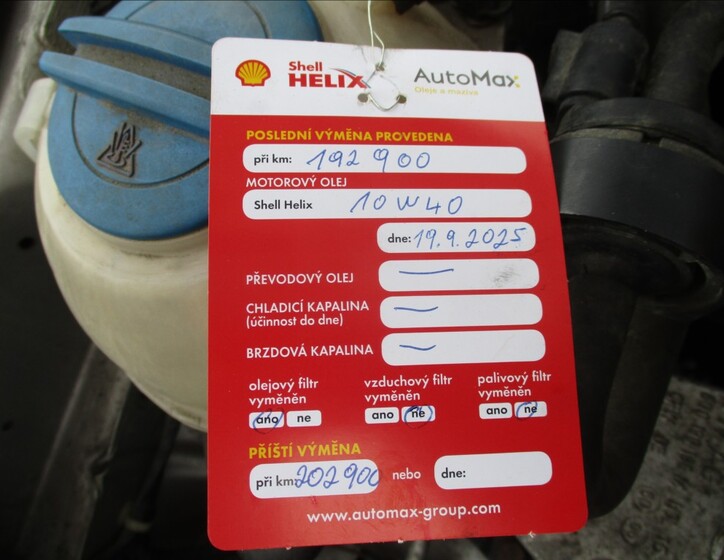 Shell HELIX AutoMax
Oleje a maziva
POSLEDNÍ VÝMĚNA PROVEDENA
při km: 192 900
MOTOROVÝ OLEJ
Shell Helix 10W40
dne: 19.9.2025
PŘEVODOVÝ OLEJ —
CHLADICÍ KAPALINA —
(účinnost do dne)
BRZDOVÁ KAPALINA —
olejový filtr vyměněn
ano ne
vzduchový filtr vyměněn
ano ne
palivový filtr vyměněn
ano ne
PŘÍŠTÍ VÝMĚNA
při km: 202 900 nebo dne:
www.automax-group.com